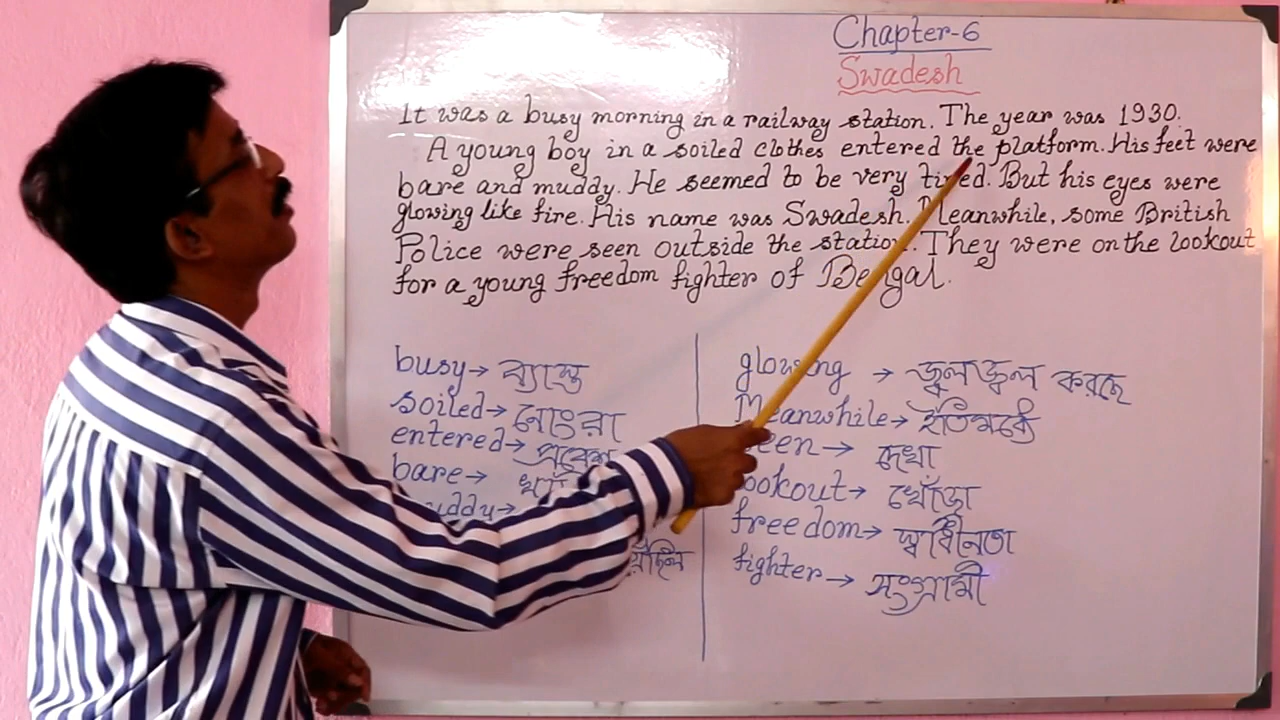 Chapter-6
Swadesh
It was a busy morning in a railway station. The year was 1930.
A young boy in a soiled clothes entered the platform. His feet were
bare and muddy. He seemed to be very tired. But his eyes were
glowing like fire. His name was Swadesh. Meanwhile, some British
Police were seen outside the station. They were on the lookout
for a young freedom fighter of Bengal.
busy→ ব্যাস্ত
soiled→ নোংরা
entered→ প্রবেশ
bare→
glowing → জ্বলজ্বল করছে
Meanwhile→ ইতিমধ্যে
seen→ দেখা
lookout→ খোঁজা
freedom→ স্বাধীনতা
fighter→ সংগ্রামী